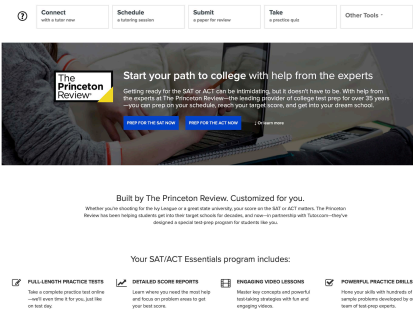 Connect
with a tutor now
Schedule
a tutoring session
Submit
a paper for review
Take
a practice quiz
Other Tools
The
Princeton
Review
Start your path to college with help from the experts
Getting ready for the SAT or ACT can be intimidating, but it doesn't have to be. With help from
the experts at The Princeton Review—the leading provider of college test prep for over 35 years
—you can prep on your schedule, reach your target score, and get into your dream school.
PREP FOR THE SAT NOW
PREP FOR THE ACT NOW
Or learn more
Built by The Princeton Review. Customized for you.
Whether you're shooting for the Ivy League or a great state university, your score on the SAT or ACT matters. The Princeton
Review has been helping students get into their target schools for decades, and now—in partnership with Tutor.com—they've
designed a special test-prep program for students like you.
Your SAT/ACT Essentials program includes:
FULL-LENGTH PRACTICE TESTS
Take a complete practice test online
—we'll even time it for you, just like
on test day.
DETAILED SCORE REPORTS
Learn where you need the most help
and focus on problem areas to get
your best score.
ENGAGING VIDEO LESSONS
Master key concepts and powerful
test-taking strategies with fun and
engaging videos.
POWERFUL PRACTICE DRILLS
Hone your skills with hundreds of
sample problems developed by a
team of test-prep experts.